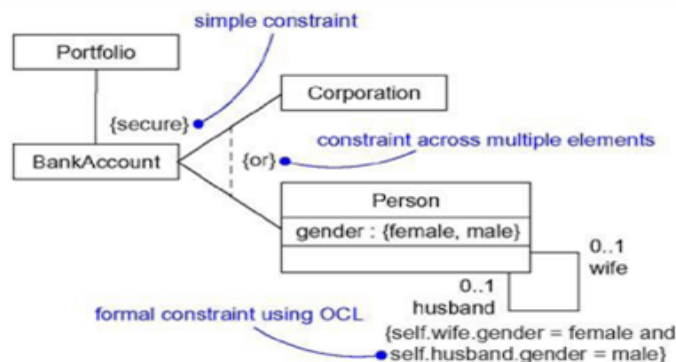 simple constraint
Portfolio
Corporation
{secure}
constraint across multiple elements
BankAccount
{or}
Person
gender : {female, male}
0..1
wife
0..1
husband
formal constraint using OCL
{self.wife.gender = female and
self.husband.gender = male}